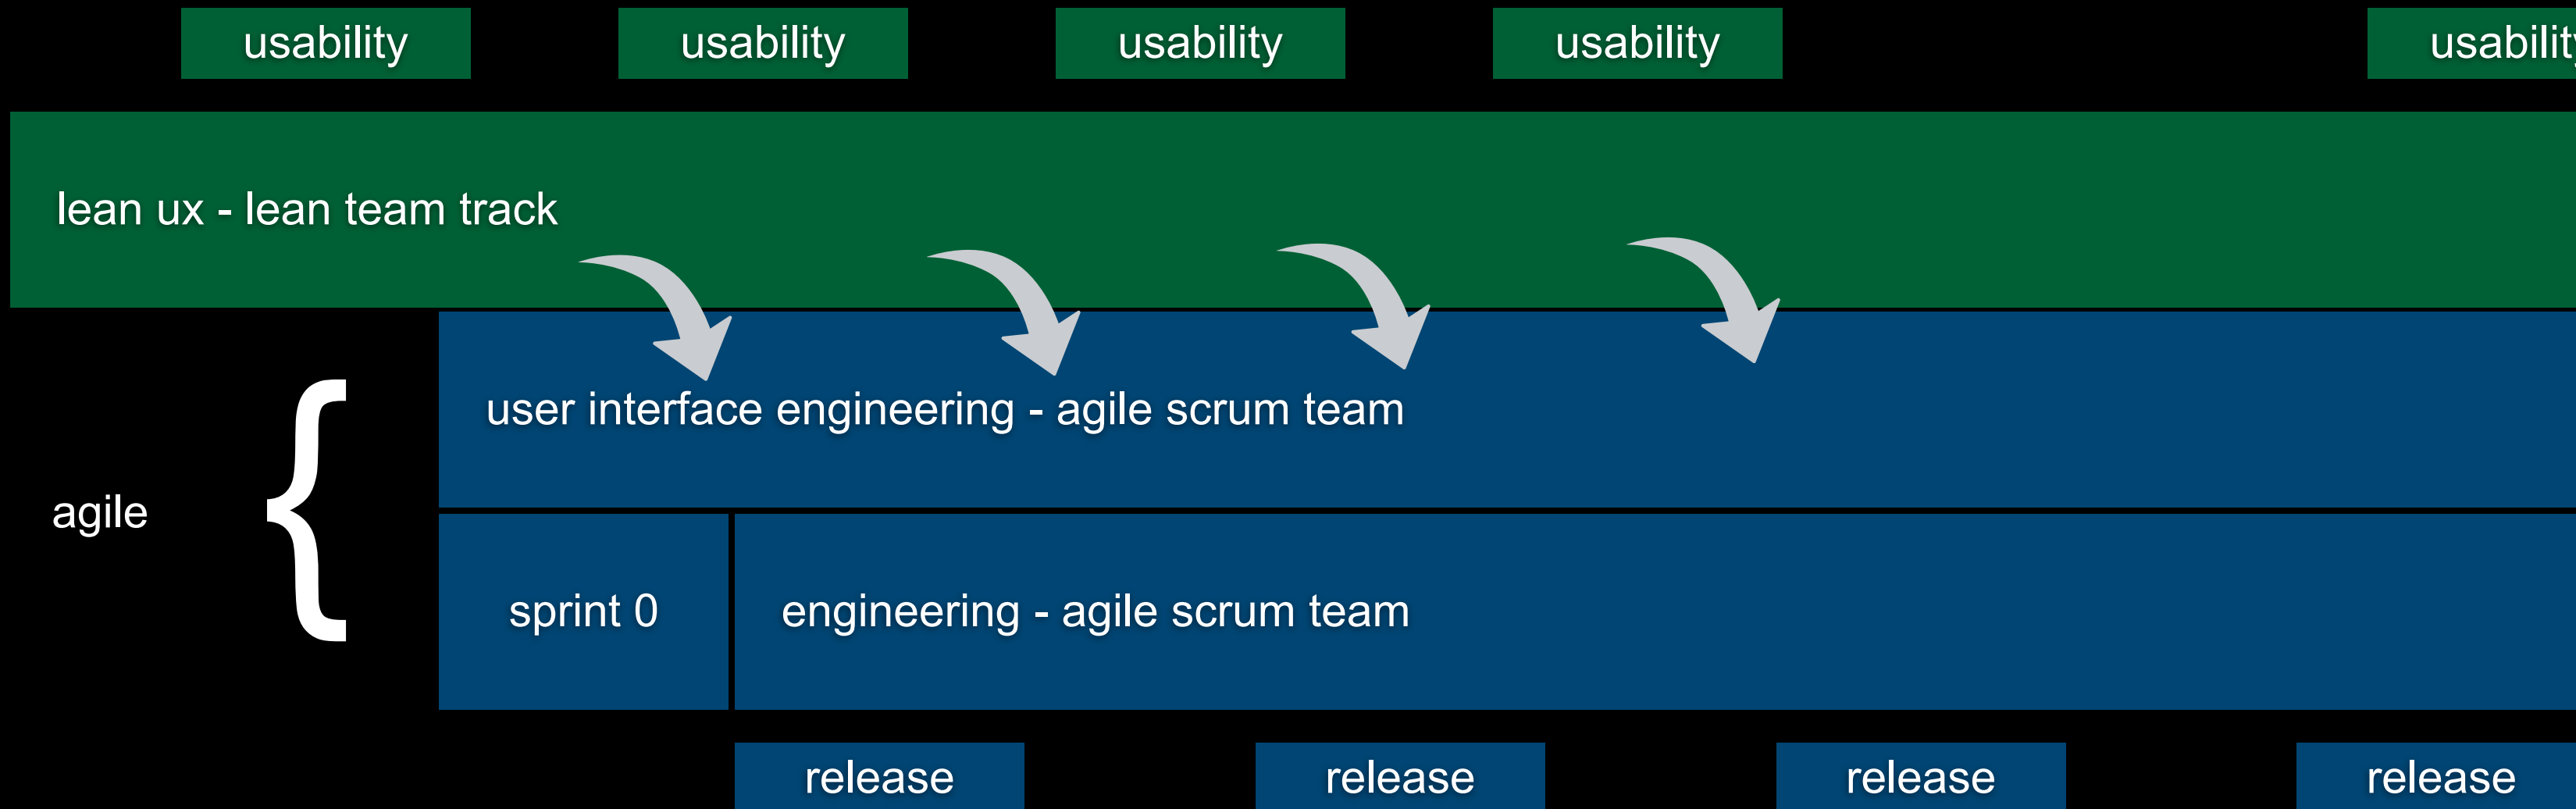 usability
usability
usability
usability
usability
lean ux - lean team track
user interface engineering - agile scrum team
agile
{
sprint 0
engineering - agile scrum team
release
release
release
release